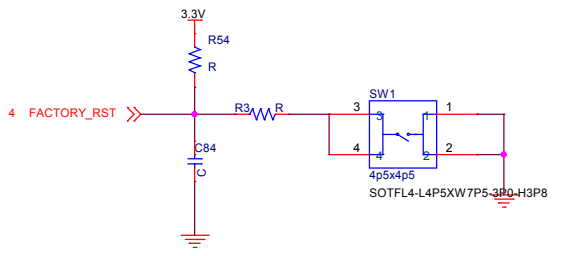 3.3V
R54
R
4 FACTORY_RST
R3 R
SW1
3 3 1 1
4 4 2 2
C84
C
4p5x4p5
SOTFL4-L4P5XW7P5-3P0-H3P8